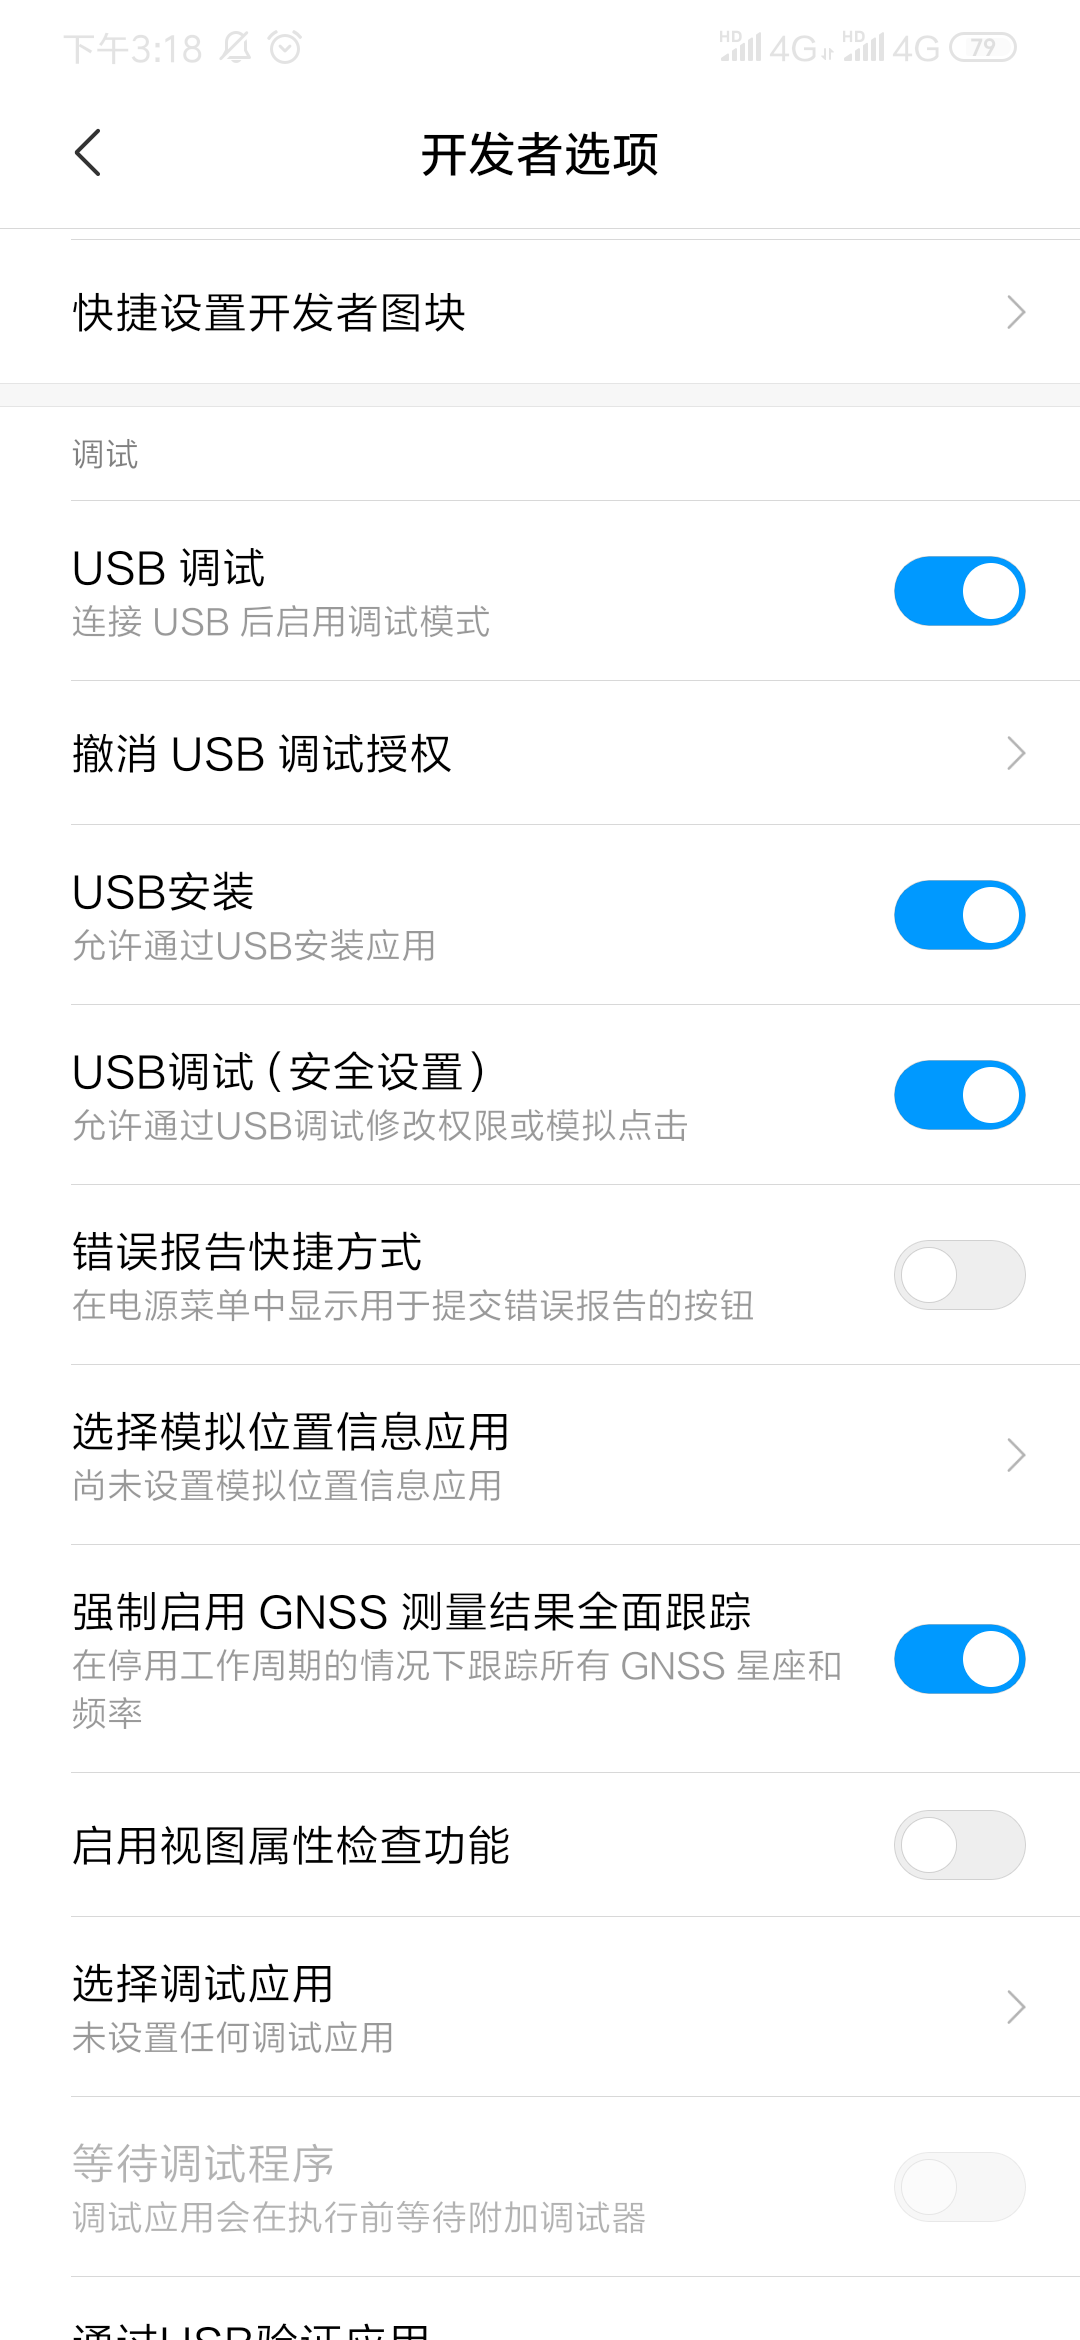 下午3:18 HD 4G HD 4G 79
开发者选项
快捷设置开发者图块
调试
USB 调试
连接 USB 后启用调试模式
撤消 USB 调试授权
USB安装
允许通过USB安装应用
USB调试（安全设置）
允许通过USB调试修改权限或模拟点击
错误报告快捷方式
在电源菜单中显示用于提交错误报告的按钮
选择模拟位置信息应用
尚未设置模拟位置信息应用
强制启用 GNSS 测量结果全面跟踪
在停用工作周期的情况下跟踪所有 GNSS 星座和
频率
启用视图属性检查功能
选择调试应用
未设置任何调试应用
等待调试程序
调试应用会在执行前等待附加调试器
通过USB验证应用